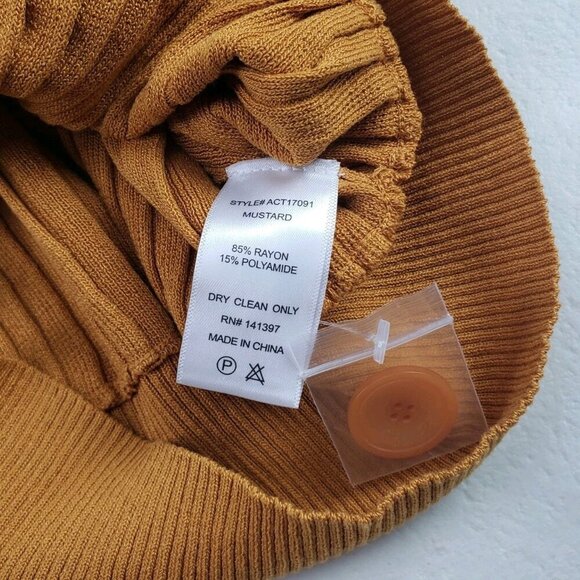 STYLE# ACT17091
MUSTARD
85% RAYON
15% POLYAMIDE
DRY CLEAN ONLY
RN# 141397
MADE IN CHINA
P